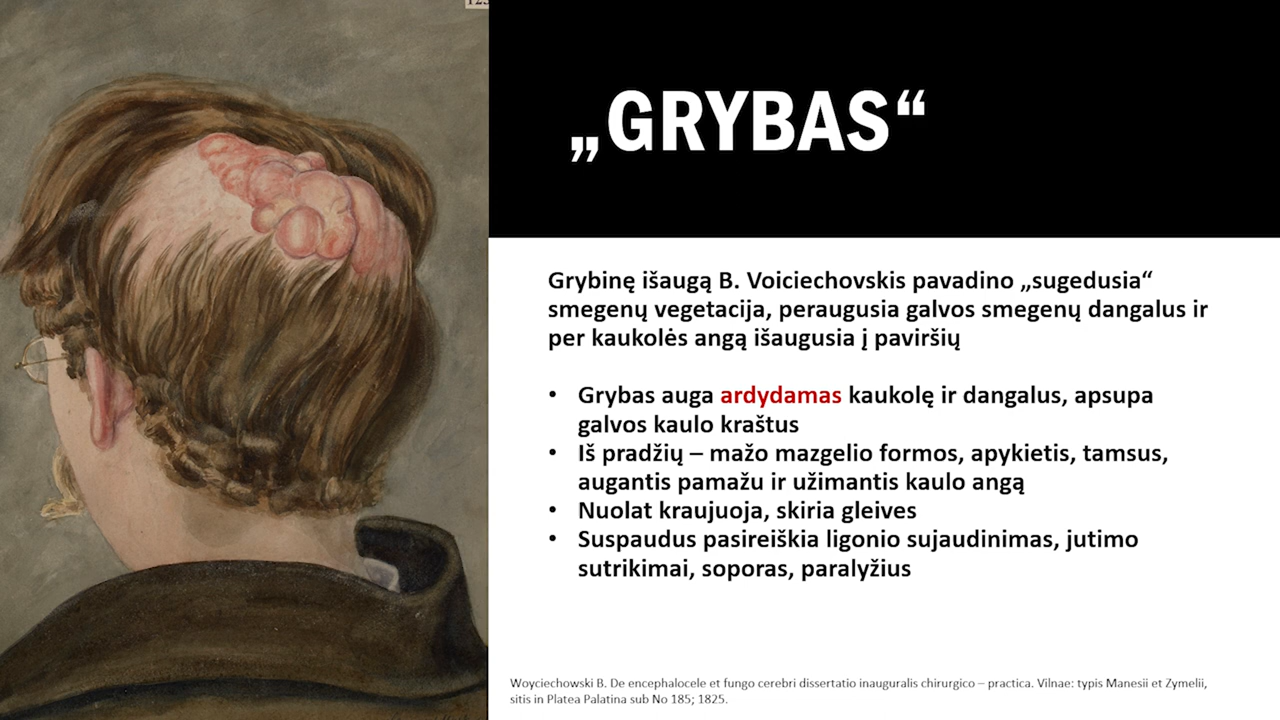 „GRYBAS“
Grybinę išaugą B. Voiciechovskis pavadino „sugedusia“
smegenų vegetacija, peraugusia galvos smegenų dangalus ir
per kaukolės angą išaugusia į paviršių
• Grybas auga ardydamas kaukolę ir dangalus, apsupa
galvos kaulo kraštus
• Iš pradžių – mažo mazgelio formos, apykietis, tamsus,
augantis pamažu ir užimantis kaulo angą
• Nuolat kraujuoja, skiria gleives
• Suspaudus pasireiškia ligonio sujaudinimas, jutimo
sutrikimai, soporas, paralyžius
Woyciechowski B. De encephalocele et fungo cerebri dissertatio inauguralis chirurgico – practica. Vilnae: typis Manesii et Zymelii,
sitis in Platea Palatina sub No 185; 1825.